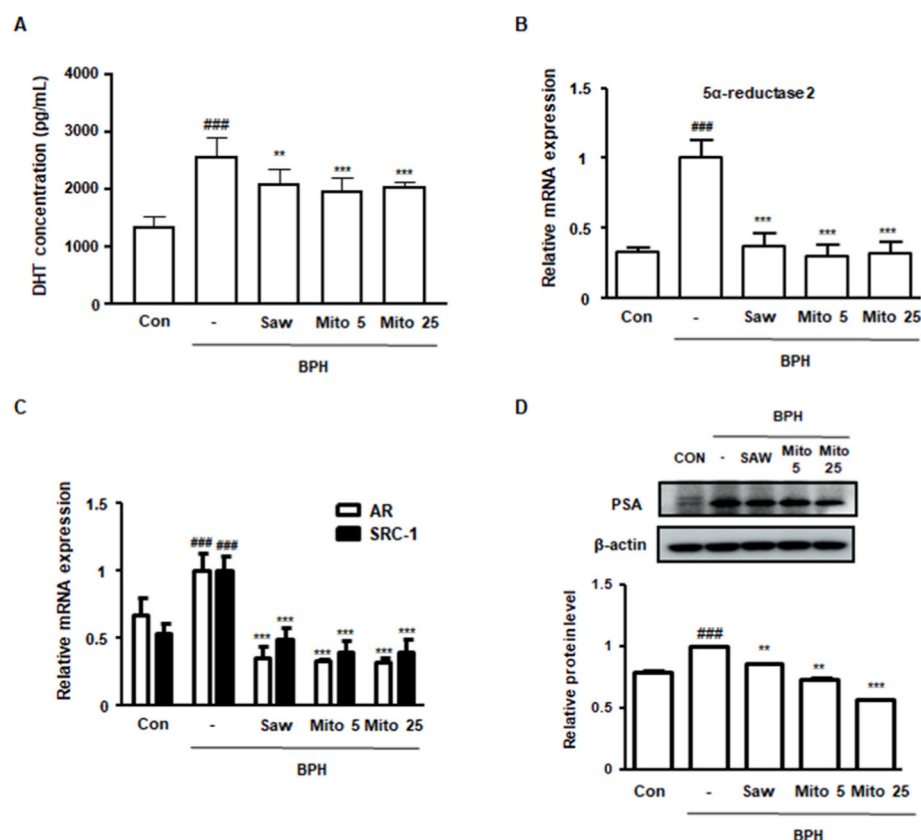 A
DHT concentration (pg/mL)
4000
3000
2000
1000
0
###
**
***
***
Con
-
Saw
Mito 5
Mito 25
BPH
B
5α-reductase2
Relative mRNA expression
1.5
1
0.5
0
###
***
***
***
Con
-
Saw
Mito 5
Mito 25
BPH
C
Relative mRNA expression
1.5
1
0.5
0
AR
SRC-1
### ###
*** ***
*** ***
*** ***
Con
-
Saw
Mito 5 Mito 25
BPH
D
BPH
CON - SAW Mito 5 Mito 25
PSA
β-actin
Relative protein level
1.5
1
0.5
0
###
**
**
***
Con
-
Saw
Mito 5
Mito 25
BPH